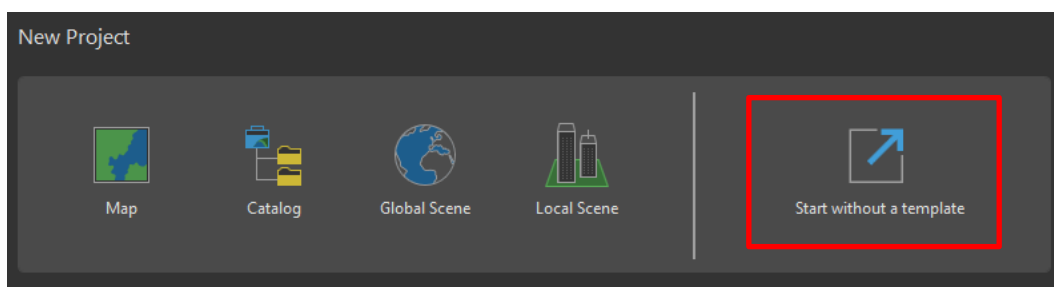 New Project
Map
Catalog
Global Scene
Local Scene
Start without a template